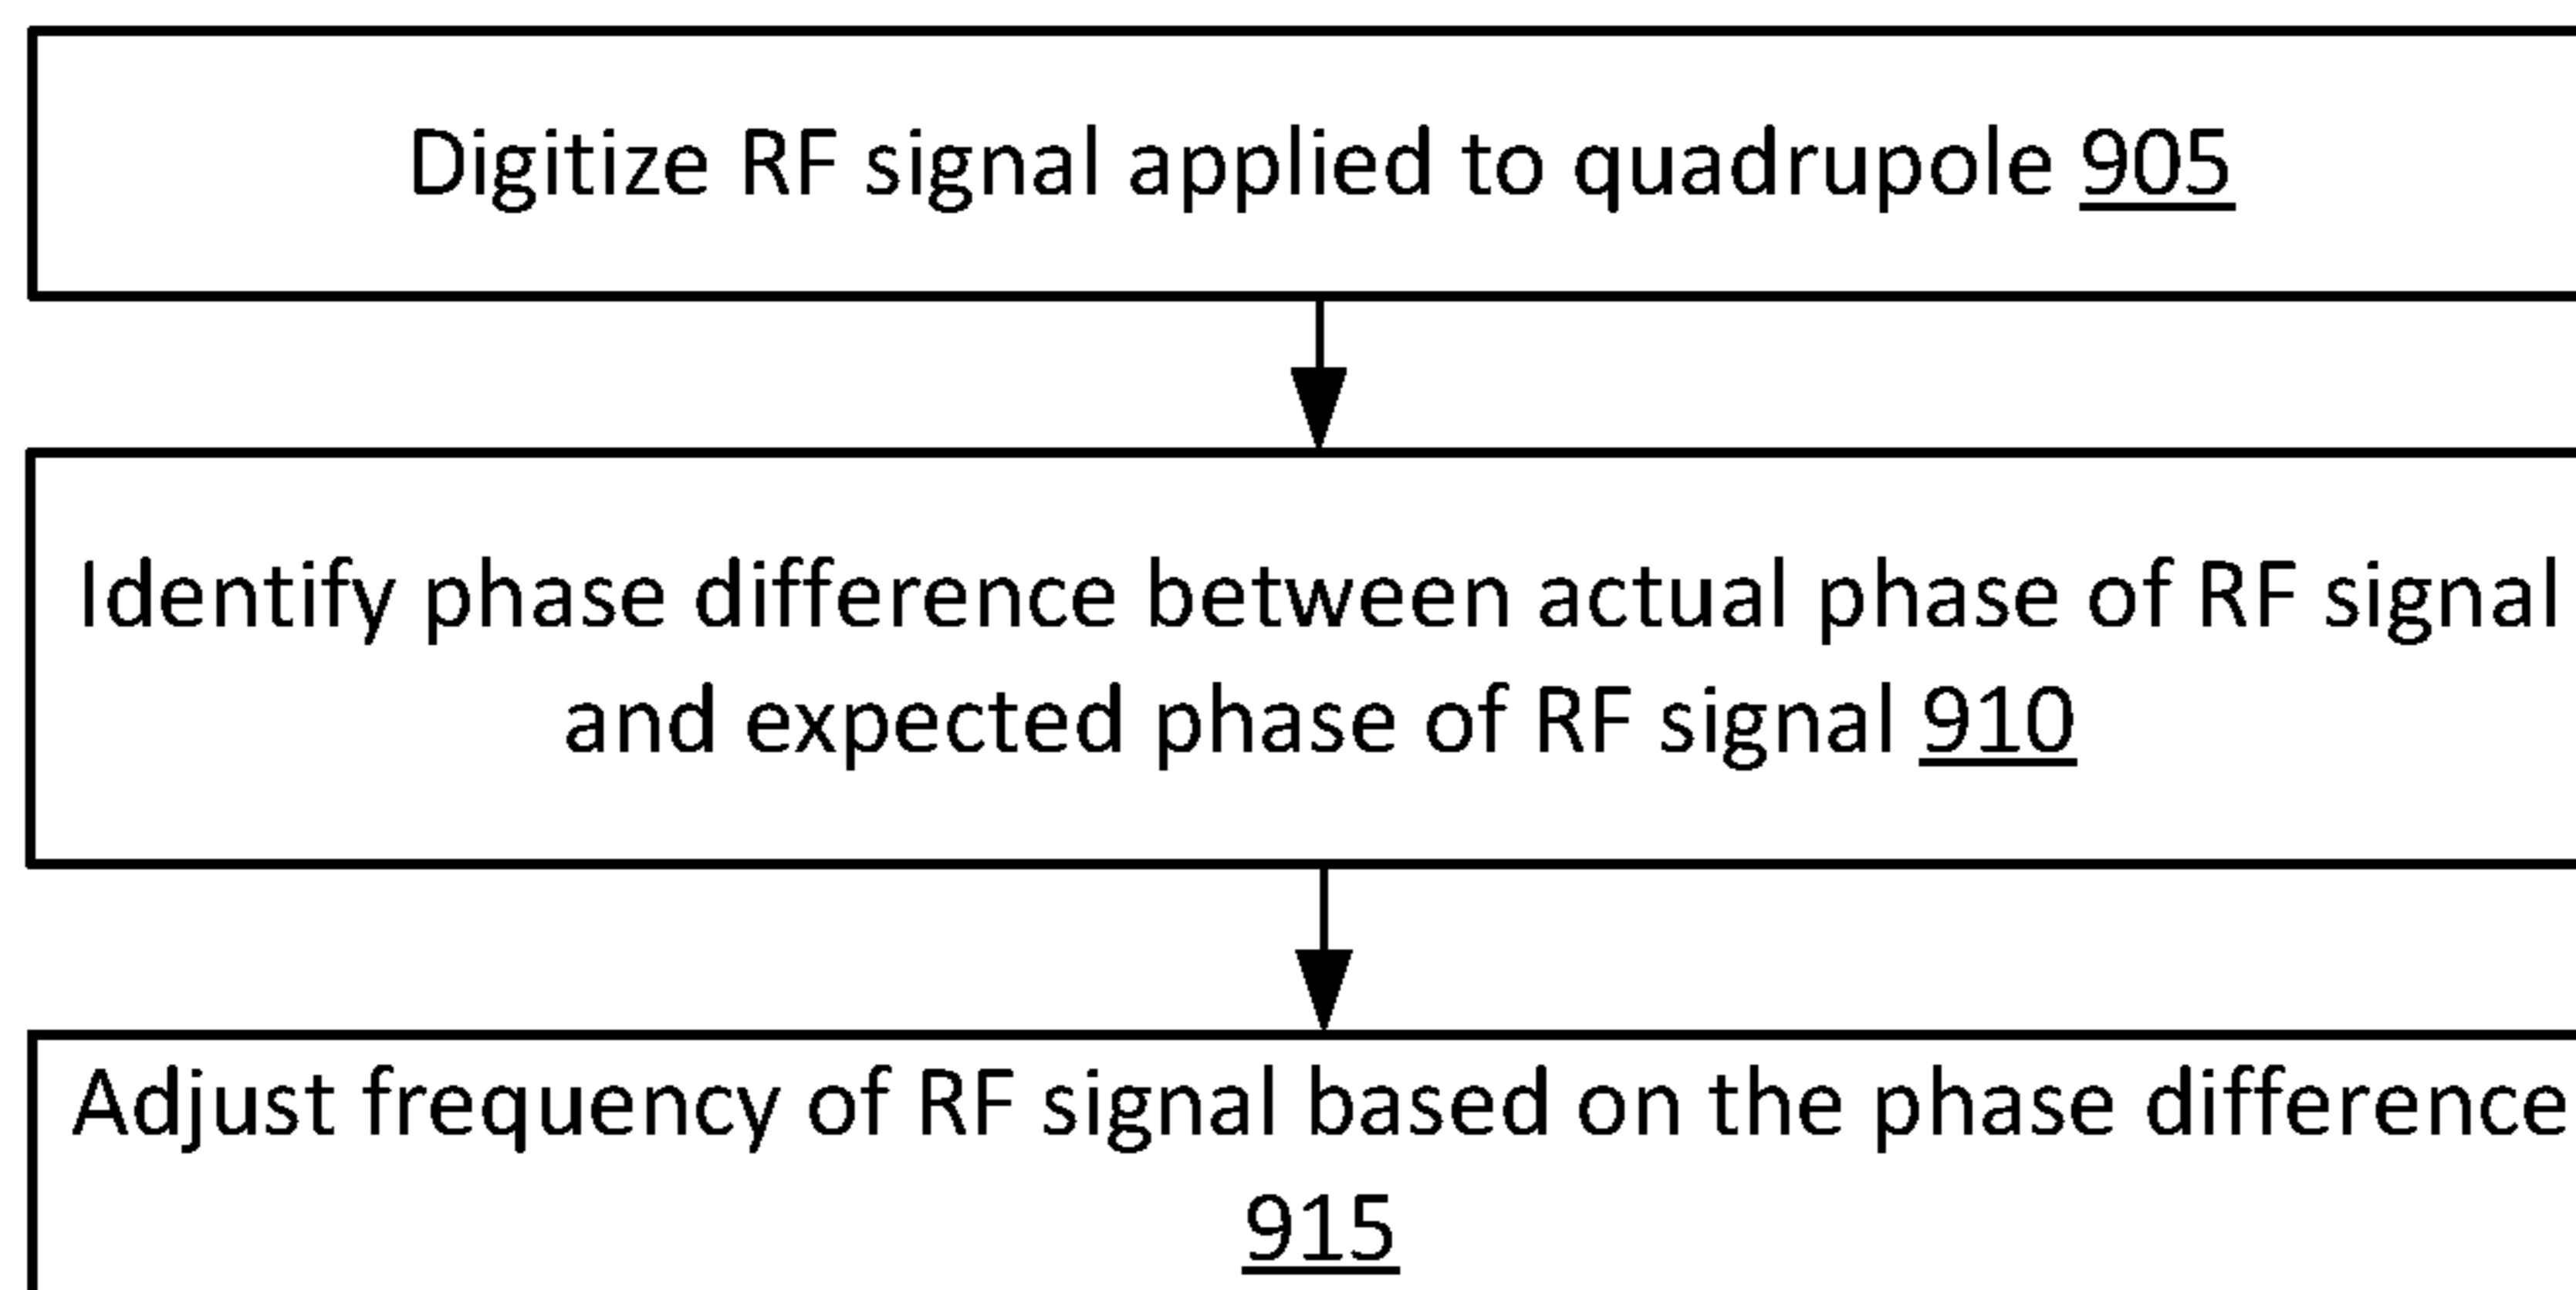 Digitize RF signal applied to quadrupole 905
Identify phase difference between actual phase of RF signal
and expected phase of RF signal 910
Adjust frequency of RF signal based on the phase difference
915